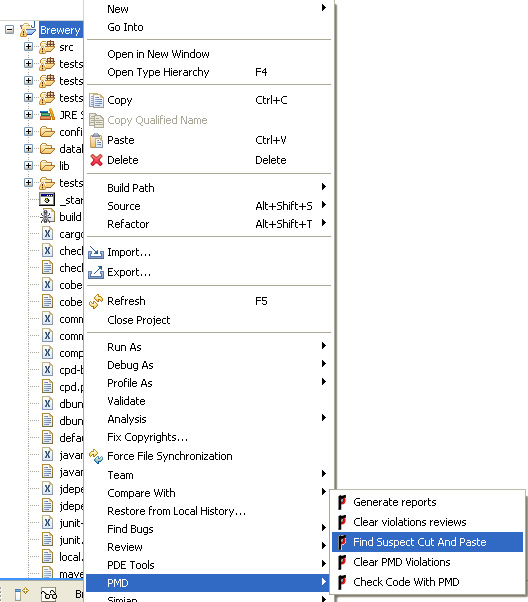 New
Go Into
Open in New Window
Open Type Hierarchy F4
Copy Ctrl+C
Copy Qualified Name
Paste Ctrl+V
Delete Delete
Build Path
Source Alt+Shift+S
Refactor Alt+Shift+T
Import...
Export...
Refresh F5
Close Project
Run As
Debug As
Profile As
Validate
Analysis
Fix Copyrights...
Force File Synchronization
Team
Compare With
Restore from Local History...
Find Bugs
Review
PDE Tools
PMD
Simian
Generate reports
Clear violations reviews
Find Suspect Cut And Paste
Clear PMD Violations
Check Code With PMD
Brewery
src
tests
tests
tests
JRE S
config
datal
lib
tests
_star
build
cargo
check
check
cobe
cobe
comm
comm
comp
cpd-b
cpd.p
dbun
dbun
defau
javar
javar
jdepe
jdepe
junit-
junit.
local.
mave
Br